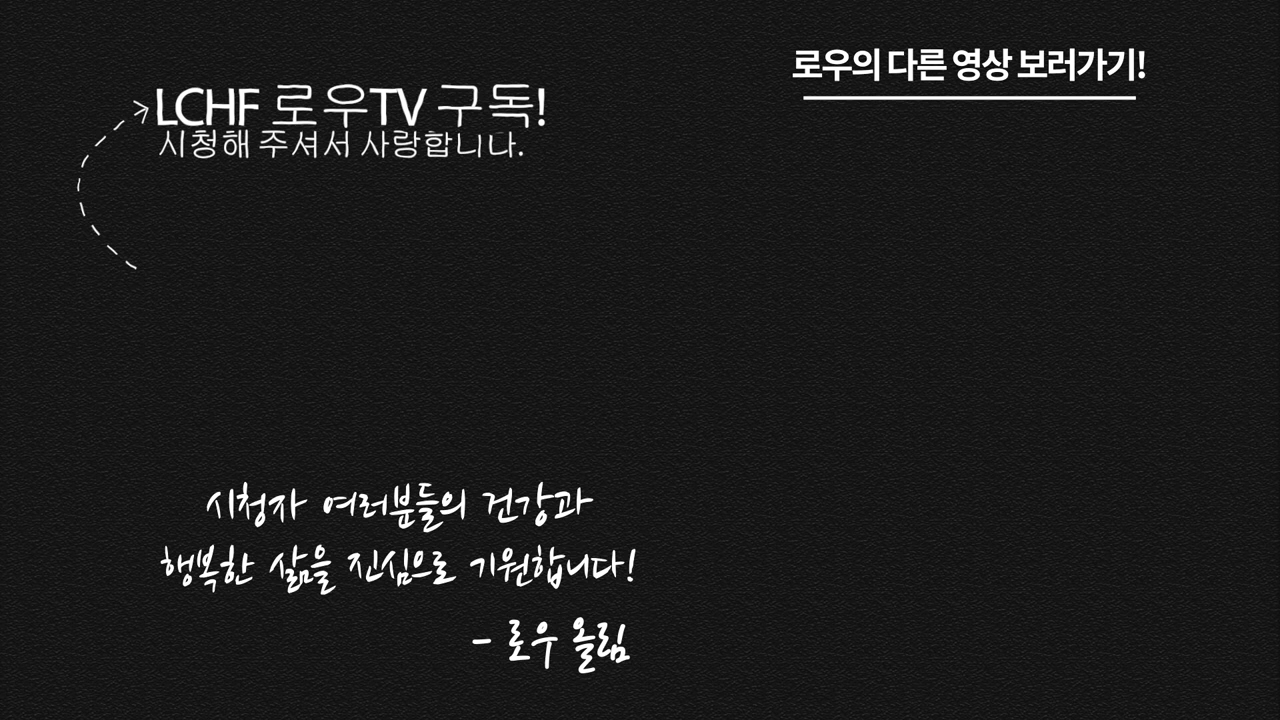 LCHF 로우TV 구독!
시청해 주셔서 사랑합니다.
로우의 다른 영상 보러가기!
시청자 여러분들의 건강과
행복한 삶을 진심으로 기원합니다!
- 로우 올림